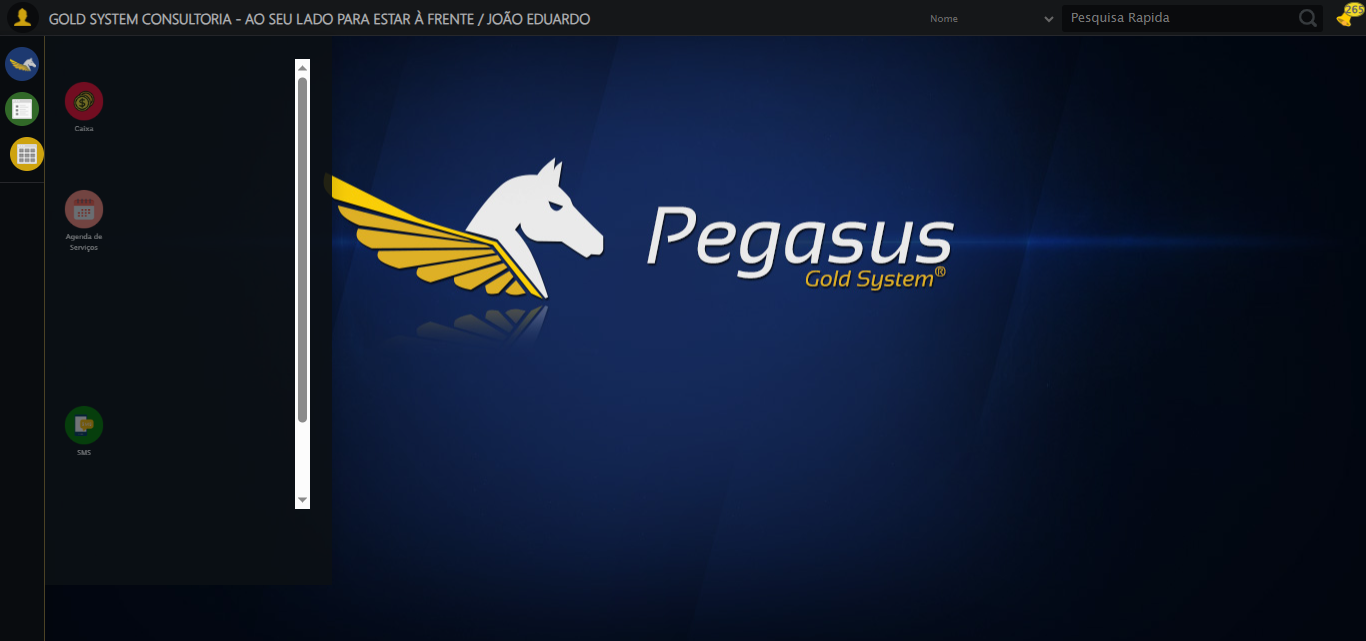 GOLD SYSTEM CONSULTORIA - AO SEU LADO PARA ESTAR À FRENTE / JOÃO EDUARDO
Nome
Pesquisa Rapida
265
Caixa
Agenda de
Serviços
SMS
Pegasus
Gold System®